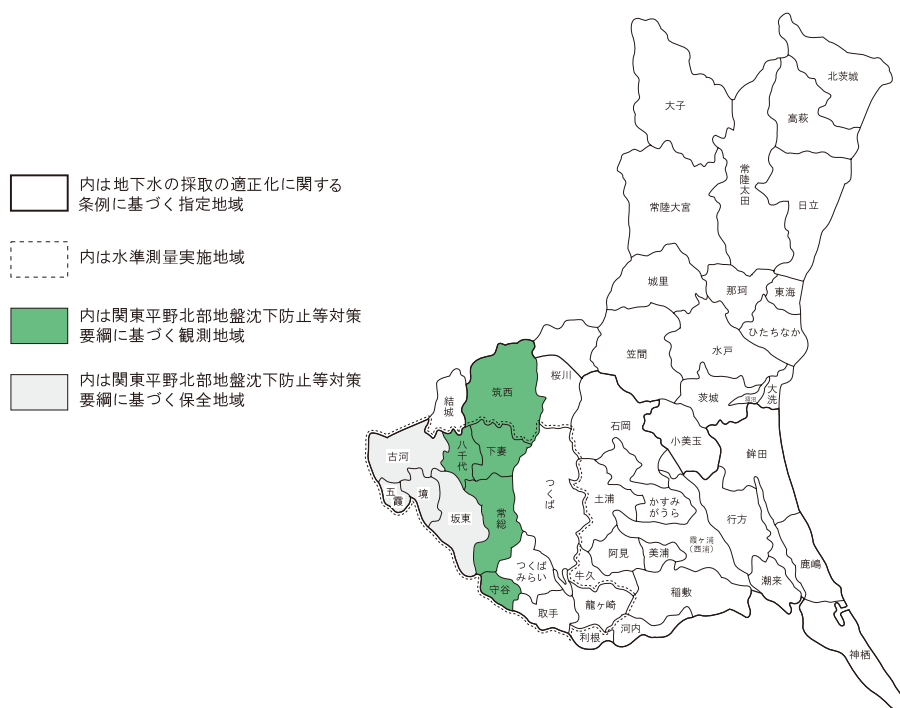 内は地下水の採取の適正化に関する
条例に基づく指定地域
内は水準測量実施地域
内は関東平野北部地盤沈下防止等対策
要綱に基づく観測地域
内は関東平野北部地盤沈下防止等対策
要綱に基づく保全地域
北茨城
大子
高萩
常陸太田
常陸大宮
日立
城里
那珂
東海
ひたちなか
笠間
水戸
桜川
筑西
茨城
大洗
結城
石岡
小美玉
鉾田
古河
八千代
下妻
つくば
五霞
境
坂東
常総
土浦
かすみ
がうら
行方
霞ヶ浦
（西浦）
阿見
美浦
つくば
みらい
牛久
潮来
鹿嶋
守谷
取手
龍ヶ崎
稲敷
利根
河内
神栖